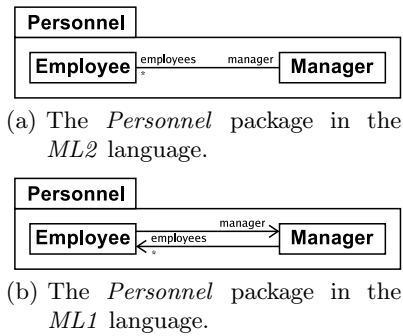 Personnel
employees manager
Employee Manager
*
(a) The Personnel package in the
ML2 language.
Personnel
manager
Employee employees Manager
*
(b) The Personnel package in the
ML1 language.